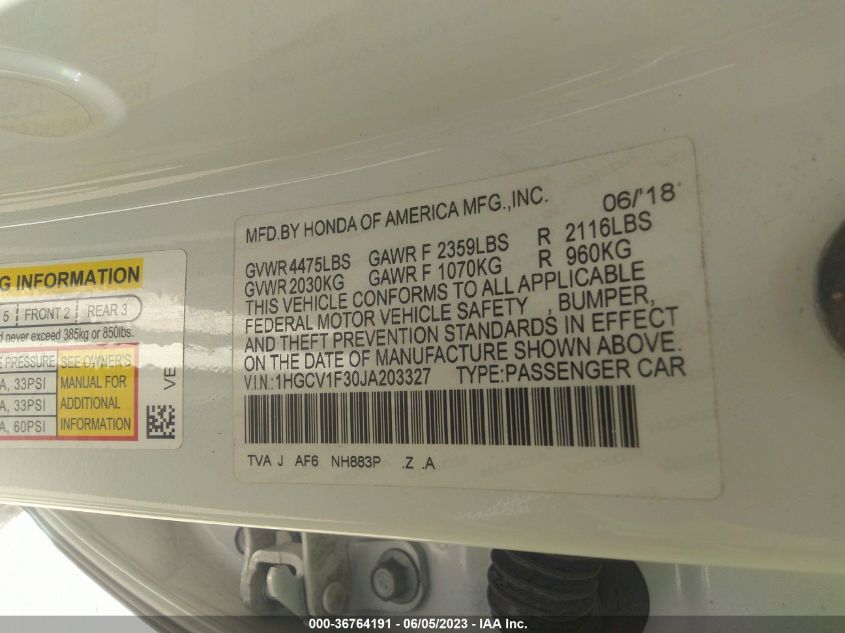 MFD.BY HONDA OF AMERICA MFG.,INC. 06/'18
GVWR 4475LBS GAWR F 2359LBS R 2116LBS
GVWR 2030KG GAWR F 1070KG R 960KG
THIS VEHICLE CONFORMS TO ALL APPLICABLE
FEDERAL MOTOR VEHICLE SAFETY , BUMPER,
AND THEFT PREVENTION STANDARDS IN EFFECT
ON THE DATE OF MANUFACTURE SHOWN ABOVE.
V.I.N.:1HGCV1F30JA203327 TYPE:PASSENGER CAR
TVA J AF6 NH883P .Z .A
G INFORMATION
5 FRONT 2 REAR 3
d never exceed 385kg or 850lbs.
E PRESSURE SEE OWNER'S
A, 33PSI MANUAL FOR
A, 33PSI ADDITIONAL
A, 60PSI INFORMATION
VE
000-36764191 - 06/05/2023 - IAA Inc.